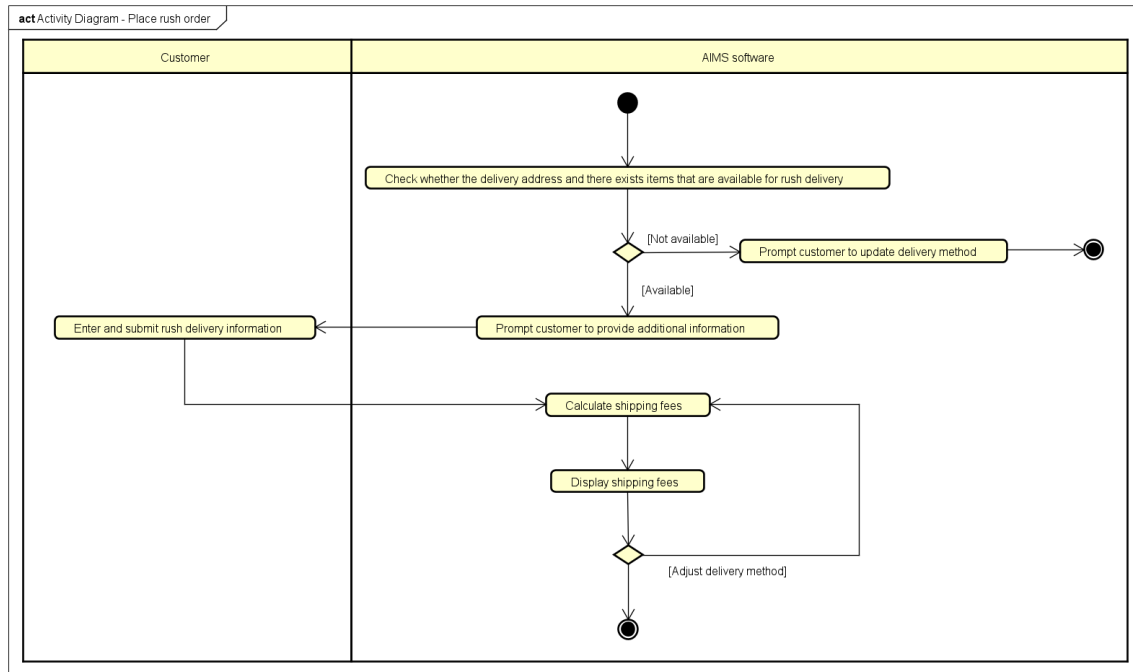 act Activity Diagram - Place rush order
Customer
AIMS software
Check whether the delivery address and there exists items that are available for rush delivery
[Not available]
Prompt customer to update delivery method
[Available]
Enter and submit rush delivery information
Prompt customer to provide additional information
Calculate shipping fees
Display shipping fees
[Adjust delivery method]